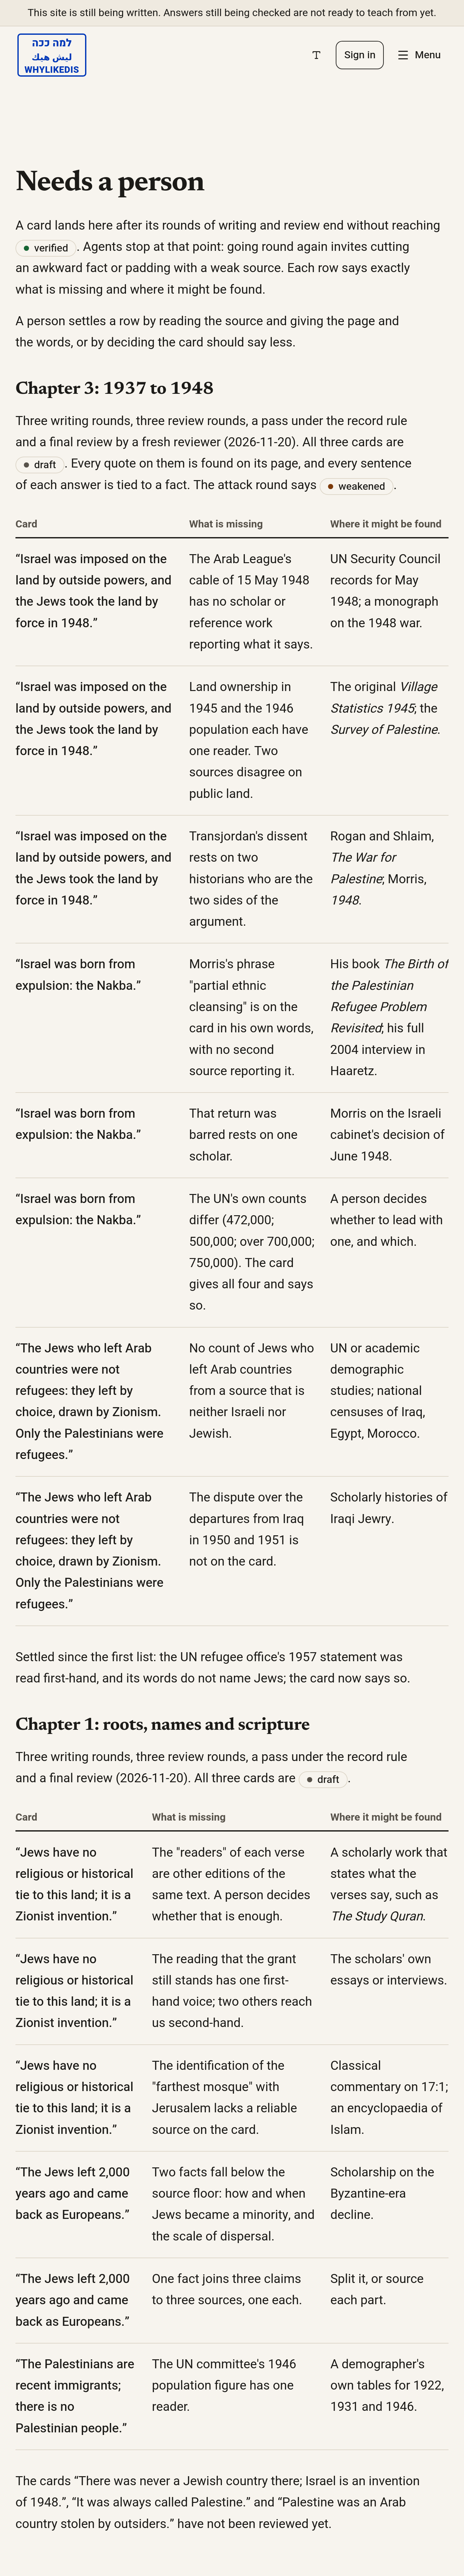 This site is still being written. Answers still being checked are not ready to teach from yet.
למה ככה
ليش هيك
WHYLIKEDIS
T
Sign in
Menu
Needs a person
A card lands here after its rounds of writing and review end without reaching
verified. Agents stop at that point: going round again invites cutting
an awkward fact or padding with a weak source. Each row says exactly
what is missing and where it might be found.
A person settles a row by reading the source and giving the page and
the words, or by deciding the card should say less.
Chapter 3: 1937 to 1948
Three writing rounds, three review rounds, a pass under the record rule
and a final review by a fresh reviewer (2026-11-20). All three cards are
draft. Every quote on them is found on its page, and every sentence
of each answer is tied to a fact. The attack round says weakened.
Card What is missing Where it might be found
“Israel was imposed on the
land by outside powers, and
the Jews took the land by
force in 1948.”
The Arab League's
cable of 15 May 1948
has no scholar or
reference work
reporting what it says.
UN Security Council
records for May
1948; a monograph
on the 1948 war.
“Israel was imposed on the
land by outside powers, and
the Jews took the land by
force in 1948.”
Land ownership in
1945 and the 1946
population each have
one reader. Two
sources disagree on
public land.
The original Village
Statistics 1945; the
Survey of Palestine.
“Israel was imposed on the
land by outside powers, and
the Jews took the land by
force in 1948.”
Transjordan's dissent
rests on two
historians who are the
two sides of the
argument.
Rogan and Shlaim,
The War for
Palestine; Morris,
1948.
“Israel was born from
expulsion: the Nakba.”
Morris's phrase
"partial ethnic
cleansing" is on the
card in his own words,
with no second
source reporting it.
His book The Birth of
the Palestinian
Refugee Problem
Revisited; his full
2004 interview in
Haaretz.
“Israel was born from
expulsion: the Nakba.”
That return was
barred rests on one
scholar.
Morris on the Israeli
cabinet's decision of
June 1948.
“Israel was born from
expulsion: the Nakba.”
The UN's own counts
differ (472,000;
500,000; over 700,000;
750,000). The card
gives all four and says
so.
A person decides
whether to lead with
one, and which.
“The Jews who left Arab
countries were not
refugees: they left by
choice, drawn by Zionism.
Only the Palestinians were
refugees.”
No count of Jews who
left Arab countries
from a source that is
neither Israeli nor
Jewish.
UN or academic
demographic
studies; national
censuses of Iraq,
Egypt, Morocco.
“The Jews who left Arab
countries were not
refugees: they left by
choice, drawn by Zionism.
Only the Palestinians were
refugees.”
The dispute over the
departures from Iraq
in 1950 and 1951 is
not on the card.
Scholarly histories of
Iraqi Jewry.
Settled since the first list: the UN refugee office's 1957 statement was
read first-hand, and its words do not name Jews; the card now says so.
Chapter 1: roots, names and scripture
Three writing rounds, three review rounds, a pass under the record rule
and a final review (2026-11-20). All three cards are draft.
Card What is missing Where it might be found
“Jews have no
religious or historical
tie to this land; it is a
Zionist invention.”
The "readers" of each verse
are other editions of the
same text. A person decides
whether that is enough.
A scholarly work that
states what the
verses say, such as
The Study Quran.
“Jews have no
religious or historical
tie to this land; it is a
Zionist invention.”
The reading that the grant
still stands has one first-
hand voice; two others reach
us second-hand.
The scholars' own
essays or interviews.
“Jews have no
religious or historical
tie to this land; it is a
Zionist invention.”
The identification of the
"farthest mosque" with
Jerusalem lacks a reliable
source on the card.
Classical
commentary on 17:1;
an encyclopaedia of
Islam.
“The Jews left 2,000
years ago and came
back as Europeans.”
Two facts fall below the
source floor: how and when
Jews became a minority, and
the scale of dispersal.
Scholarship on the
Byzantine-era
decline.
“The Jews left 2,000
years ago and came
back as Europeans.”
One fact joins three claims
to three sources, one each.
Split it, or source
each part.
“The Palestinians are
recent immigrants;
there is no
Palestinian people.”
The UN committee's 1946
population figure has one
reader.
A demographer's
own tables for 1922,
1931 and 1946.
The cards “There was never a Jewish country there; Israel is an invention
of 1948.”, “It was always called Palestine.” and “Palestine was an Arab
country stolen by outsiders.” have not been reviewed yet.